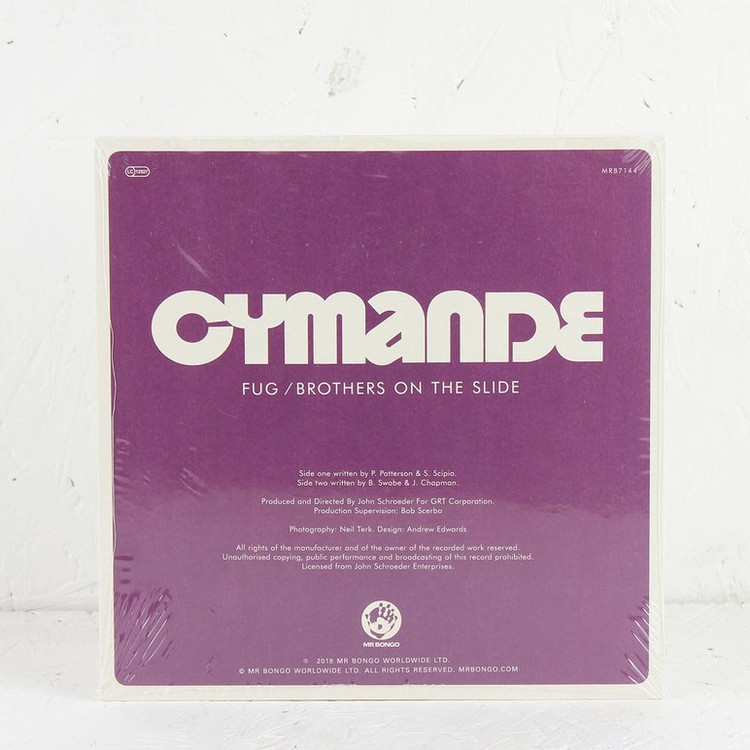 LC 12527
MRB7144
CYMANDE
FUG / BROTHERS ON THE SLIDE
Side one written by P. Patterson & S. Scipio.
Side two written by B. Swabe & J. Chapman.
Produced and Directed By John Schroeder For GRT Corporation.
Production Supervision: Bob Scerbo
Photography: Neil Terk. Design: Andrew Edwards
All rights of the manufacturer and of the owner of the recorded work reserved.
Unauthorised copying, public performance and broadcasting of this record prohibited.
Licensed from John Schroeder Enterprises.
MR BONGO
℗ 2018 MR BONGO WORLDWIDE LTD.
© MR BONGO WORLDWIDE LTD. ALL RIGHTS RESERVED. MRBONGO.COM